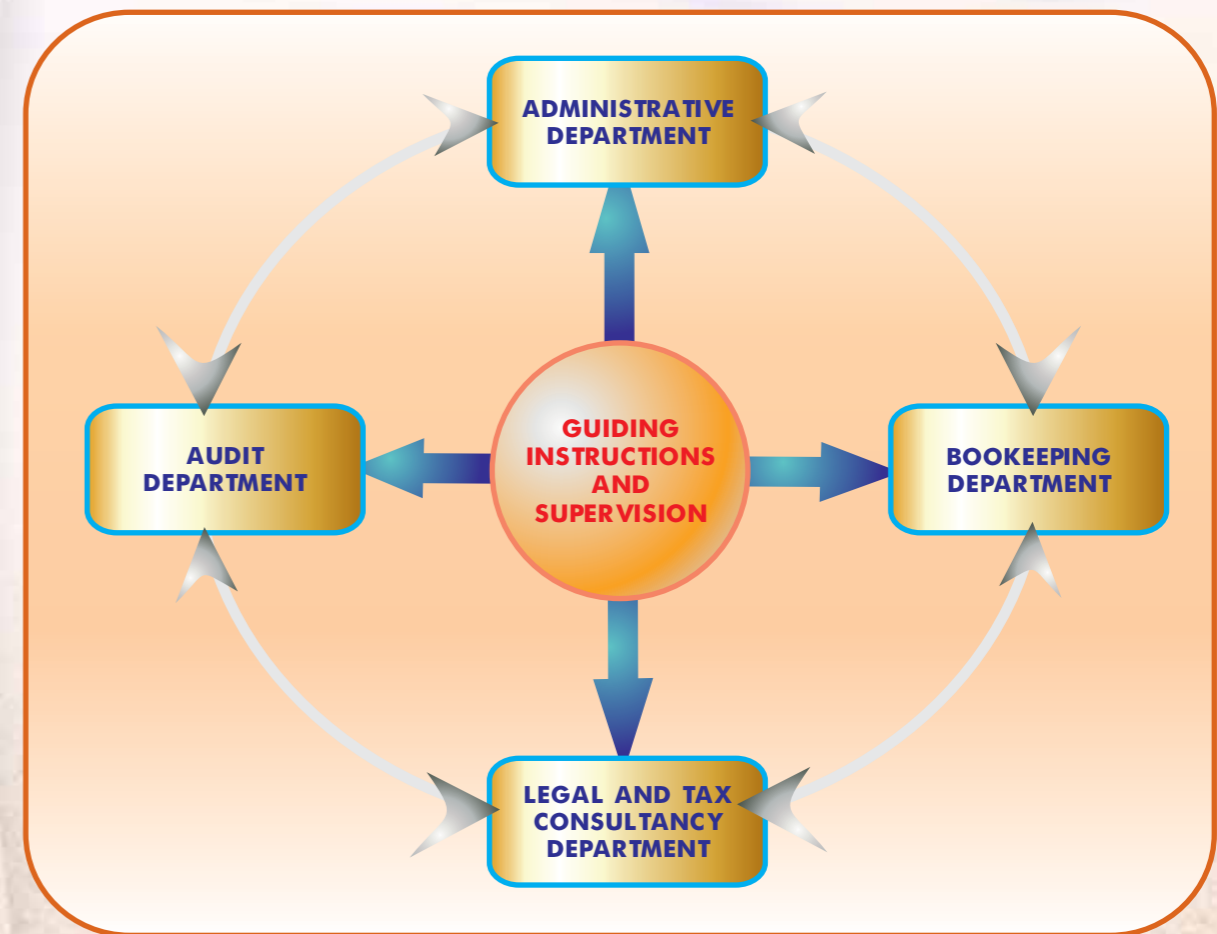 ADMINISTRATIVE
DEPARTMENT
GUIDING
INSTRUCTIONS
AND
SUPERVISION
AUDIT
DEPARTMENT
BOOKEEPING
DEPARTMENT
LEGAL AND TAX
CONSULTANCY
DEPARTMENT